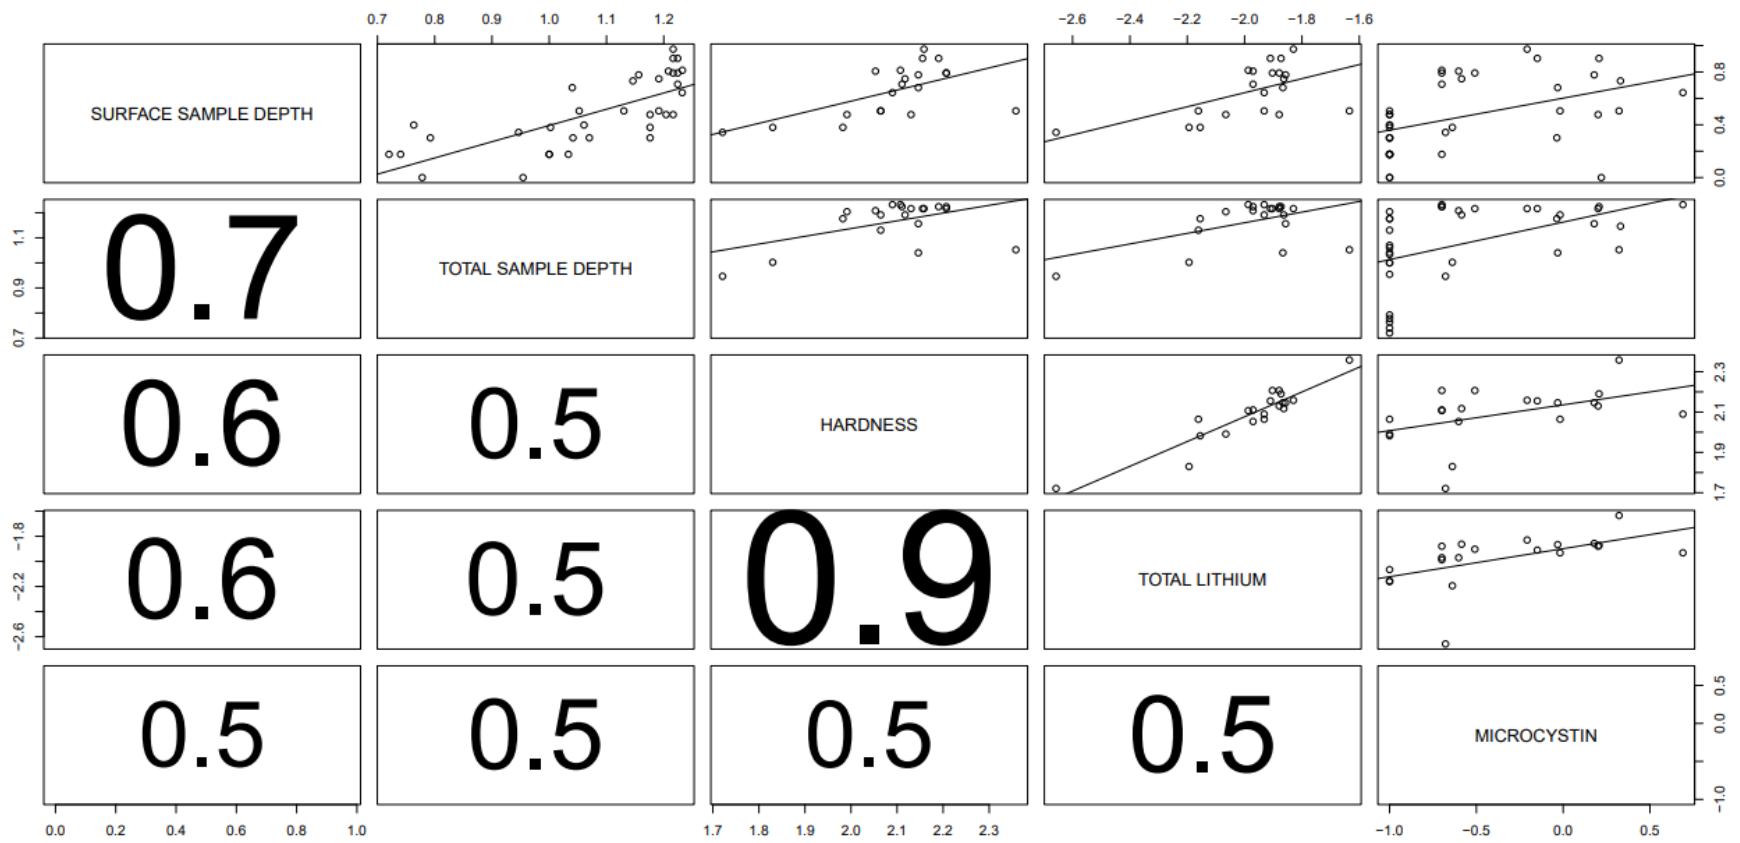 0.7 0.8 0.9 1.0 1.1 1.2 −2.6 −2.2 −2.0 −1.8 −1.6
SURFACE SAMPLE DEPTH
0.0 0.4 0.8
0.7 0.9 1.1
0.7
TOTAL SAMPLE DEPTH
0.6
0.5
HARDNESS
1.7 1.9 2.1 2.3
−2.6 −2.2 −1.8
0.6
0.5
0.9
TOTAL LITHIUM
0.5
0.5
0.5
0.5
MICROCYSTIN
−1.0 0.0 0.5
0.0 0.2 0.4 0.6 0.8 1.0 1.7 1.8 1.9 2.0 2.1 2.2 2.3 −1.0 −0.5 0.0 0.5